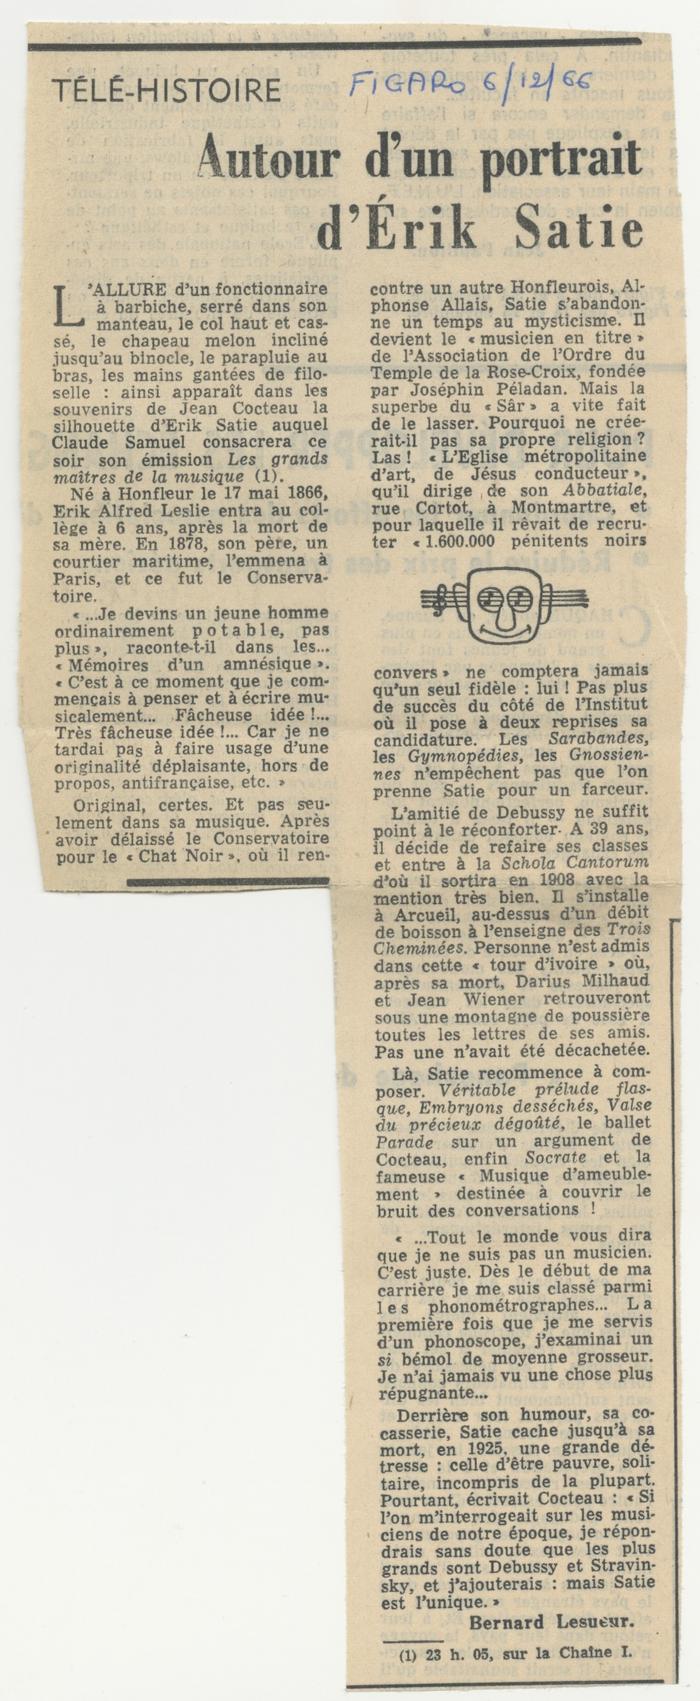 TÉLÉ-HISTOIRE
FIGARO 6/12/66
Autour d'un portrait
d'Érik Satie
L'ALLURE d'un fonctionnaire
à barbiche, serré dans son
manteau, le col haut et cas-
sé, le chapeau melon incliné
jusqu'au binocle, le parapluie au
bras, les mains gantées de filo-
selle : ainsi apparaît dans les
souvenirs de Jean Cocteau la
silhouette d'Erik Satie auquel
Claude Samuel consacrera ce
soir son émission Les grands
maîtres de la musique (1).
Né à Honfleur le 17 mai 1866,
Erik Alfred Leslie entra au col-
lège à 6 ans, après la mort de
sa mère. En 1878, son père, un
courtier maritime, l'emmena à
Paris, et ce fut le Conserva-
toire.
« ...Je devins un jeune homme
ordinairement potable, pas
plus », raconte-t-il dans les...
« Mémoires d'un amnésique ».
« C'est à ce moment que je com-
mençais à penser et à écrire mu-
sicalement... Fâcheuse idée !...
Très fâcheuse idée !... Car je ne
tardai pas à faire usage d'une
originalité déplaisante, hors de
propos, antifrançaise, etc. »
Original, certes. Et pas seu-
lement dans sa musique. Après
avoir délaissé le Conservatoire
pour le « Chat Noir », où il ren-
contre un autre Honfleurois, Al-
phonse Allais, Satie s'abandon-
ne un temps au mysticisme. Il
devient le « musicien en titre »
de l'Association de l'Ordre du
Temple de la Rose-Croix, fondée
par Joséphin Péladan. Mais la
superbe du « Sâr » a vite fait
de le lasser. Pourquoi ne crée-
rait-il pas sa propre religion ?
Las ! « L'Eglise métropolitaine
d'art, de Jésus conducteur »,
qu'il dirige de son Abbatiale,
rue Cortot, à Montmartre, et
pour laquelle il rêvait de recru-
ter « 1.600.000 pénitents noirs
convers » ne comptera jamais
qu'un seul fidèle : lui ! Pas plus
de succès du côté de l'Institut
où il pose à deux reprises sa
candidature. Les Sarabandes,
les Gymnopédies, les Gnossien-
nes n'empêchent pas que l'on
prenne Satie pour un farceur.
L'amitié de Debussy ne suffit
point à le réconforter. A 39 ans,
il décide de refaire ses classes
et entre à la Schola Cantorum
d'où il sortira en 1908 avec la
mention très bien. Il s'installe
à Arcueil, au-dessus d'un débit
de boisson à l'enseigne des Trois
Cheminées. Personne n'est admis
dans cette « tour d'ivoire » où,
après sa mort, Darius Milhaud
et Jean Wiener retrouveront
sous une montagne de poussière
toutes les lettres de ses amis.
Pas une n'avait été décachetée.
Là, Satie recommence à com-
poser. Véritable prélude flas-
que, Embryons desséchés, Valse
du précieux dégoûté, le ballet
Parade sur un argument de
Cocteau, enfin Socrate et la
fameuse « Musique d'ameuble-
ment » destinée à couvrir le
bruit des conversations !
« ...Tout le monde vous dira
que je ne suis pas un musicien.
C'est juste. Dès le début de ma
carrière je me suis classé parmi
les phonométrographes... La
première fois que je me servis
d'un phonoscope, j'examinai un
si bémol de moyenne grosseur.
Je n'ai jamais vu une chose plus
répugnante...
Derrière son humour, sa co-
casserie, Satie cache jusqu'à sa
mort, en 1925, une grande dé-
tresse : celle d'être pauvre, soli-
taire, incompris de la plupart.
Pourtant, écrivait Cocteau : « Si
l'on m'interrogeait sur les musi-
ciens de notre époque, je répon-
drais sans doute que les plus
grands sont Debussy et Stravin-
sky, et j'ajouterais : mais Satie
est l'unique. »
Bernard Lesueur.
(1) 23 h. 05, sur la Chaîne I.